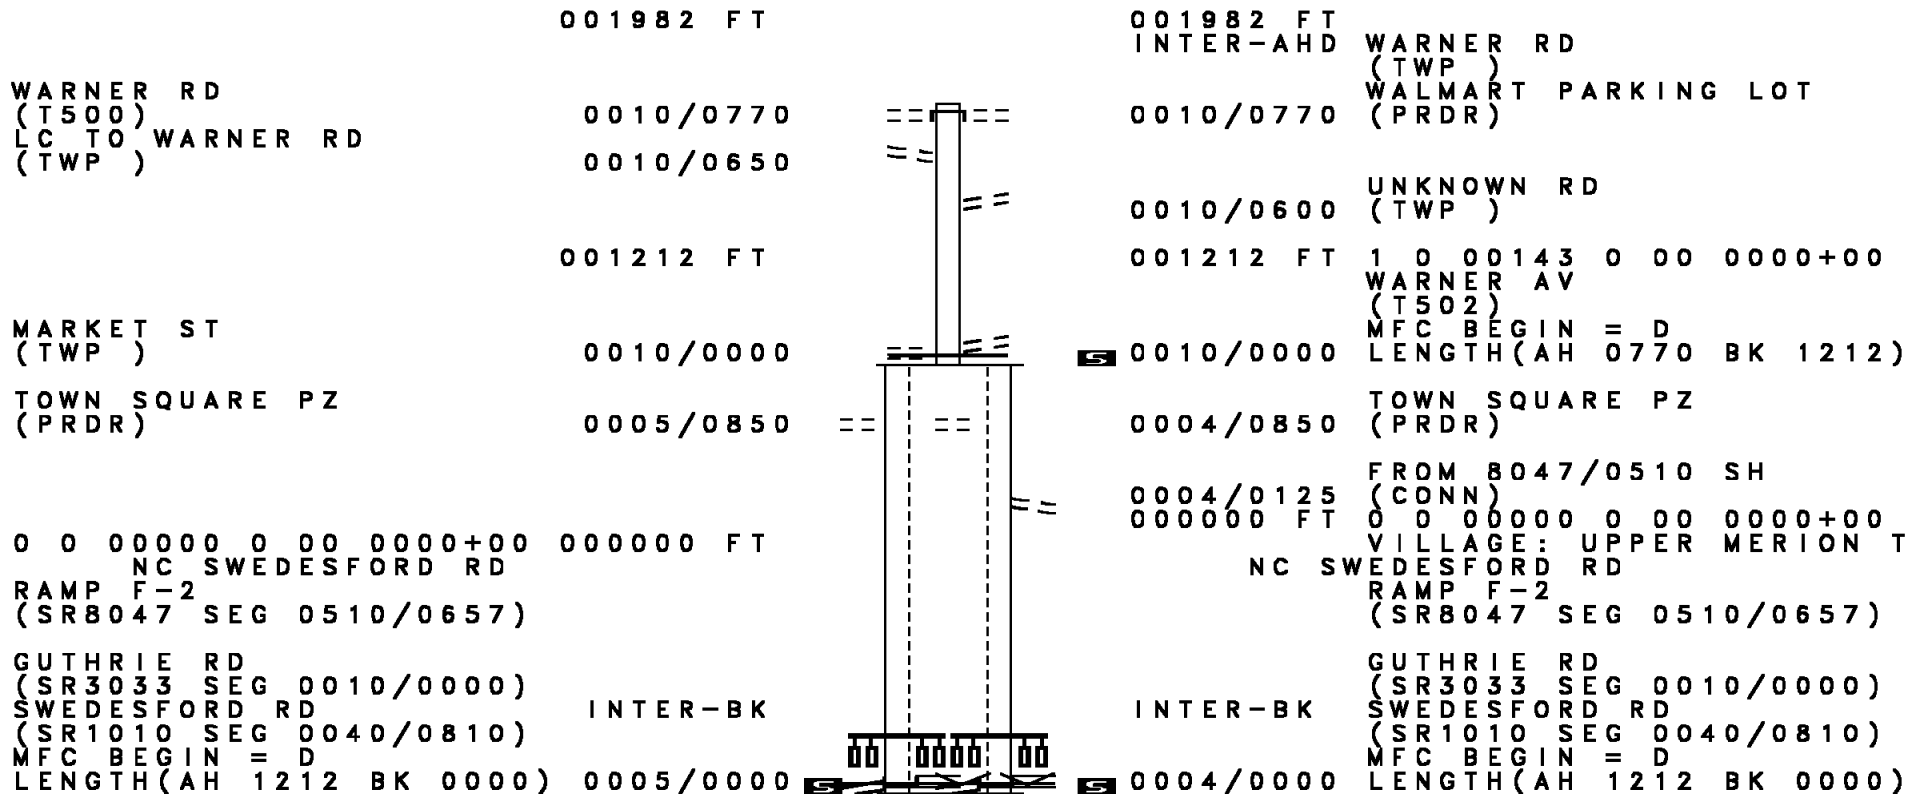 001982 FT 001982 FT
INTER-AHD WARNER RD
(TWP )
WARNER RD WALMART PARKING LOT
(T500) 0010/0770 0010/0770 (PRDR)
LC TO WARNER RD
(TWP ) 0010/0650
UNKNOWN RD
0010/0600 (TWP )
001212 FT 001212 FT 1 0 00143 0 00 0000+00
WARNER AV
(T502)
MARKET ST MFC BEGIN = D
(TWP ) 0010/0000 S 0010/0000 LENGTH(AH 0770 BK 1212)
TOWN SQUARE PZ TOWN SQUARE PZ
(PRDR) 0005/0850 0004/0850 (PRDR)
FROM 8047/0510 SH
0004/0125 (CONN)
000000 FT 0 0 00000 0 00 0000+00
0 0 00000 0 00 0000+00 000000 FT VILLAGE: UPPER MERION T
NC SWEDESFORD RD NC SWEDESFORD RD
RAMP F-2 RAMP F-2
(SR8047 SEG 0510/0657) (SR8047 SEG 0510/0657)
GUTHRIE RD GUTHRIE RD
(SR3033 SEG 0010/0000) (SR3033 SEG 0010/0000)
SWEDESFORD RD INTER-BK INTER-BK SWEDESFORD RD
(SR1010 SEG 0040/0810) (SR1010 SEG 0040/0810)
MFC BEGIN = D MFC BEGIN = D
LENGTH(AH 1212 BK 0000) 0005/0000 S S 0004/0000 LENGTH(AH 1212 BK 0000)